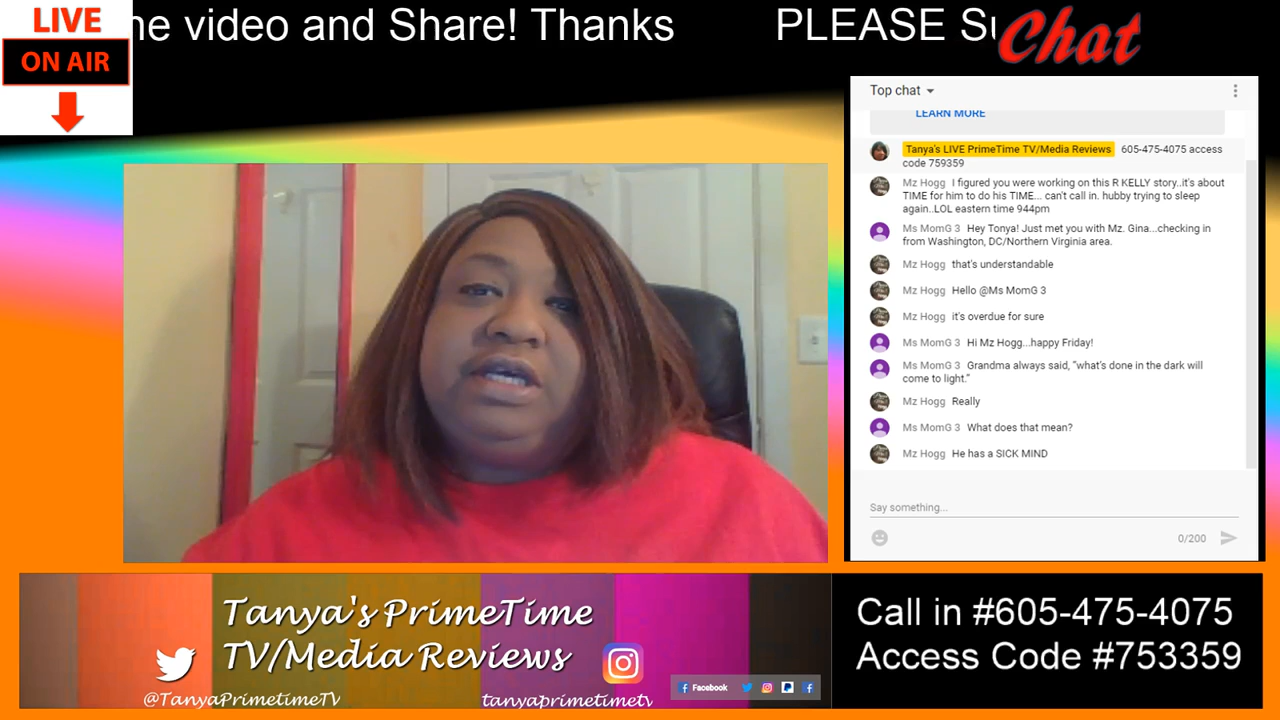 LIVE
ON AIR
he video and Share! Thanks
PLEASE Su
Chat
Top chat
LEARN MORE
Tanya's LIVE PrimeTime TV/Media Reviews 605-475-4075 access
code 759359
Mz Hogg I figured you were working on this R KELLY story..it's about
TIME for him to do his TIME... can't call in. hubby trying to sleep
again..LOL eastern time 944pm
Ms MomG 3 Hey Tonya! Just met you with Mz. Gina...checking in
from Washington, DC/Northern Virginia area.
Mz Hogg that's understandable
Mz Hogg Hello @Ms MomG 3
Mz Hogg it's overdue for sure
Ms MomG 3 Hi Mz Hogg...happy Friday!
Ms MomG 3 Grandma always said, “what's done in the dark will
come to light.”
Mz Hogg Really
Ms MomG 3 What does that mean?
Mz Hogg He has a SICK MIND
Say something...
0/200
Tanya's PrimeTime
TV/Media Reviews
@TanyaPrimetimeTV
tanyaprimetimetv
Facebook
Call in #605-475-4075
Access Code #753359